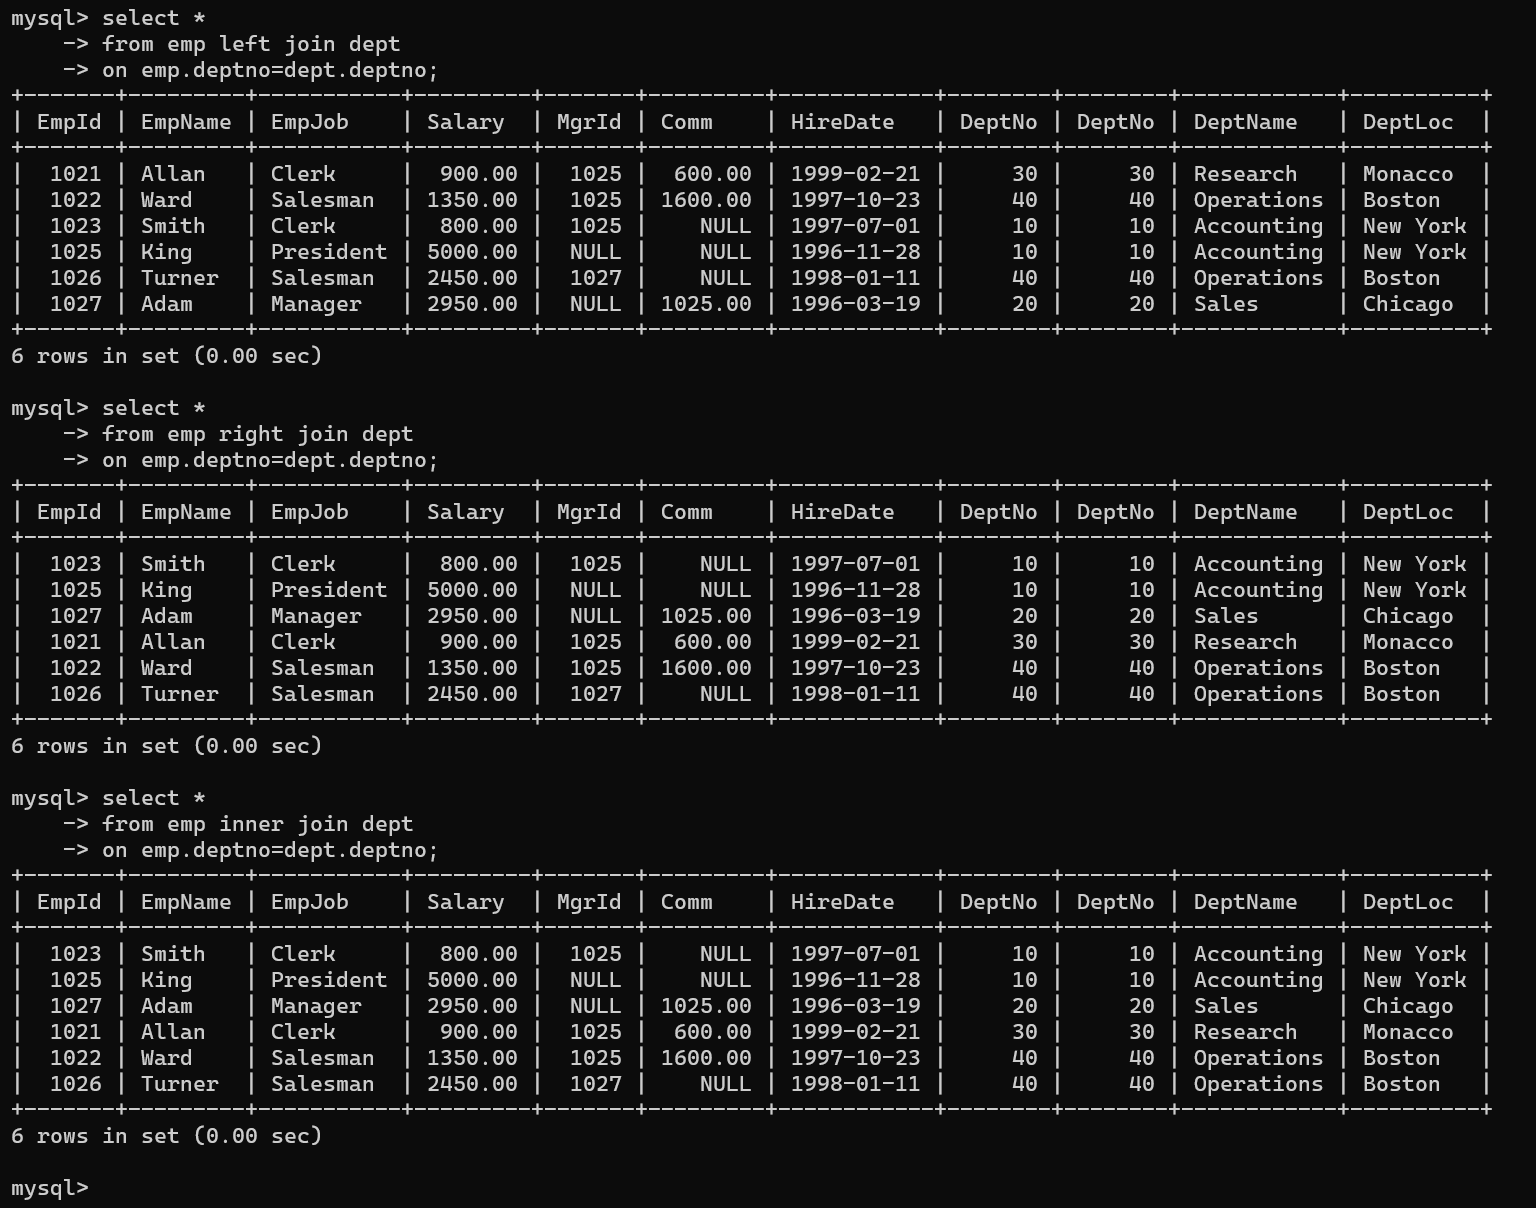 mysql> select *
    -> from emp left join dept
    -> on emp.deptno=dept.deptno;
+-------+---------+-----------+---------+-------+---------+------------+--------+--------+------------+----------+
| EmpId | EmpName | EmpJob    | Salary  | MgrId | Comm    | HireDate   | DeptNo | DeptNo | DeptName   | DeptLoc  |
+-------+---------+-----------+---------+-------+---------+------------+--------+--------+------------+----------+
|  1021 | Allan   | Clerk     |  900.00 |  1025 |  600.00 | 1999-02-21 |     30 |     30 | Research   | Monacco  |
|  1022 | Ward    | Salesman  | 1350.00 |  1025 | 1600.00 | 1997-10-23 |     40 |     40 | Operations | Boston   |
|  1023 | Smith   | Clerk     |  800.00 |  1025 |    NULL | 1997-07-01 |     10 |     10 | Accounting | New York |
|  1025 | King    | President | 5000.00 |  NULL |    NULL | 1996-11-28 |     10 |     10 | Accounting | New York |
|  1026 | Turner  | Salesman  | 2450.00 |  1027 |    NULL | 1998-01-11 |     40 |     40 | Operations | Boston   |
|  1027 | Adam    | Manager   | 2950.00 |  NULL | 1025.00 | 1996-03-19 |     20 |     20 | Sales      | Chicago  |
+-------+---------+-----------+---------+-------+---------+------------+--------+--------+------------+----------+
6 rows in set (0.00 sec)

mysql> select *
    -> from emp right join dept
    -> on emp.deptno=dept.deptno;
+-------+---------+-----------+---------+-------+---------+------------+--------+--------+------------+----------+
| EmpId | EmpName | EmpJob    | Salary  | MgrId | Comm    | HireDate   | DeptNo | DeptNo | DeptName   | DeptLoc  |
+-------+---------+-----------+---------+-------+---------+------------+--------+--------+------------+----------+
|  1023 | Smith   | Clerk     |  800.00 |  1025 |    NULL | 1997-07-01 |     10 |     10 | Accounting | New York |
|  1025 | King    | President | 5000.00 |  NULL |    NULL | 1996-11-28 |     10 |     10 | Accounting | New York |
|  1027 | Adam    | Manager   | 2950.00 |  NULL | 1025.00 | 1996-03-19 |     20 |     20 | Sales      | Chicago  |
|  1021 | Allan   | Clerk     |  900.00 |  1025 |  600.00 | 1999-02-21 |     30 |     30 | Research   | Monacco  |
|  1022 | Ward    | Salesman  | 1350.00 |  1025 | 1600.00 | 1997-10-23 |     40 |     40 | Operations | Boston   |
|  1026 | Turner  | Salesman  | 2450.00 |  1027 |    NULL | 1998-01-11 |     40 |     40 | Operations | Boston   |
+-------+---------+-----------+---------+-------+---------+------------+--------+--------+------------+----------+
6 rows in set (0.00 sec)

mysql> select *
    -> from emp inner join dept
    -> on emp.deptno=dept.deptno;
+-------+---------+-----------+---------+-------+---------+------------+--------+--------+------------+----------+
| EmpId | EmpName | EmpJob    | Salary  | MgrId | Comm    | HireDate   | DeptNo | DeptNo | DeptName   | DeptLoc  |
+-------+---------+-----------+---------+-------+---------+------------+--------+--------+------------+----------+
|  1023 | Smith   | Clerk     |  800.00 |  1025 |    NULL | 1997-07-01 |     10 |     10 | Accounting | New York |
|  1025 | King    | President | 5000.00 |  NULL |    NULL | 1996-11-28 |     10 |     10 | Accounting | New York |
|  1027 | Adam    | Manager   | 2950.00 |  NULL | 1025.00 | 1996-03-19 |     20 |     20 | Sales      | Chicago  |
|  1021 | Allan   | Clerk     |  900.00 |  1025 |  600.00 | 1999-02-21 |     30 |     30 | Research   | Monacco  |
|  1022 | Ward    | Salesman  | 1350.00 |  1025 | 1600.00 | 1997-10-23 |     40 |     40 | Operations | Boston   |
|  1026 | Turner  | Salesman  | 2450.00 |  1027 |    NULL | 1998-01-11 |     40 |     40 | Operations | Boston   |
+-------+---------+-----------+---------+-------+---------+------------+--------+--------+------------+----------+
6 rows in set (0.00 sec)

mysql>